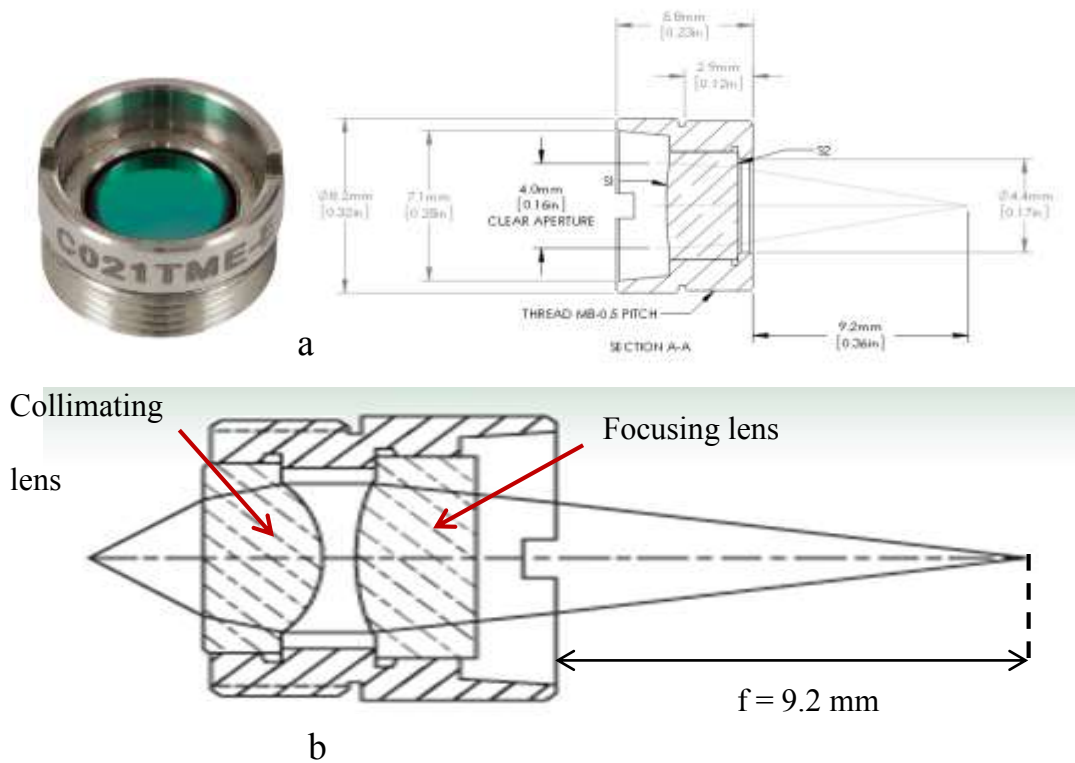 5.8mm
[0.23in]
2.9mm
[0.12in]
S2
S1
Ø8.2mm
[0.32in]
7.1mm
[0.28in]
4.0mm
[0.16in]
CLEAR APERTURE
Ø4.4mm
[0.17in]
C021TME-
THREAD M8-0.5 PITCH
9.2mm
[0.36in]
SECTION A-A
a
Collimating
lens
Focusing lens
f = 9.2 mm
b